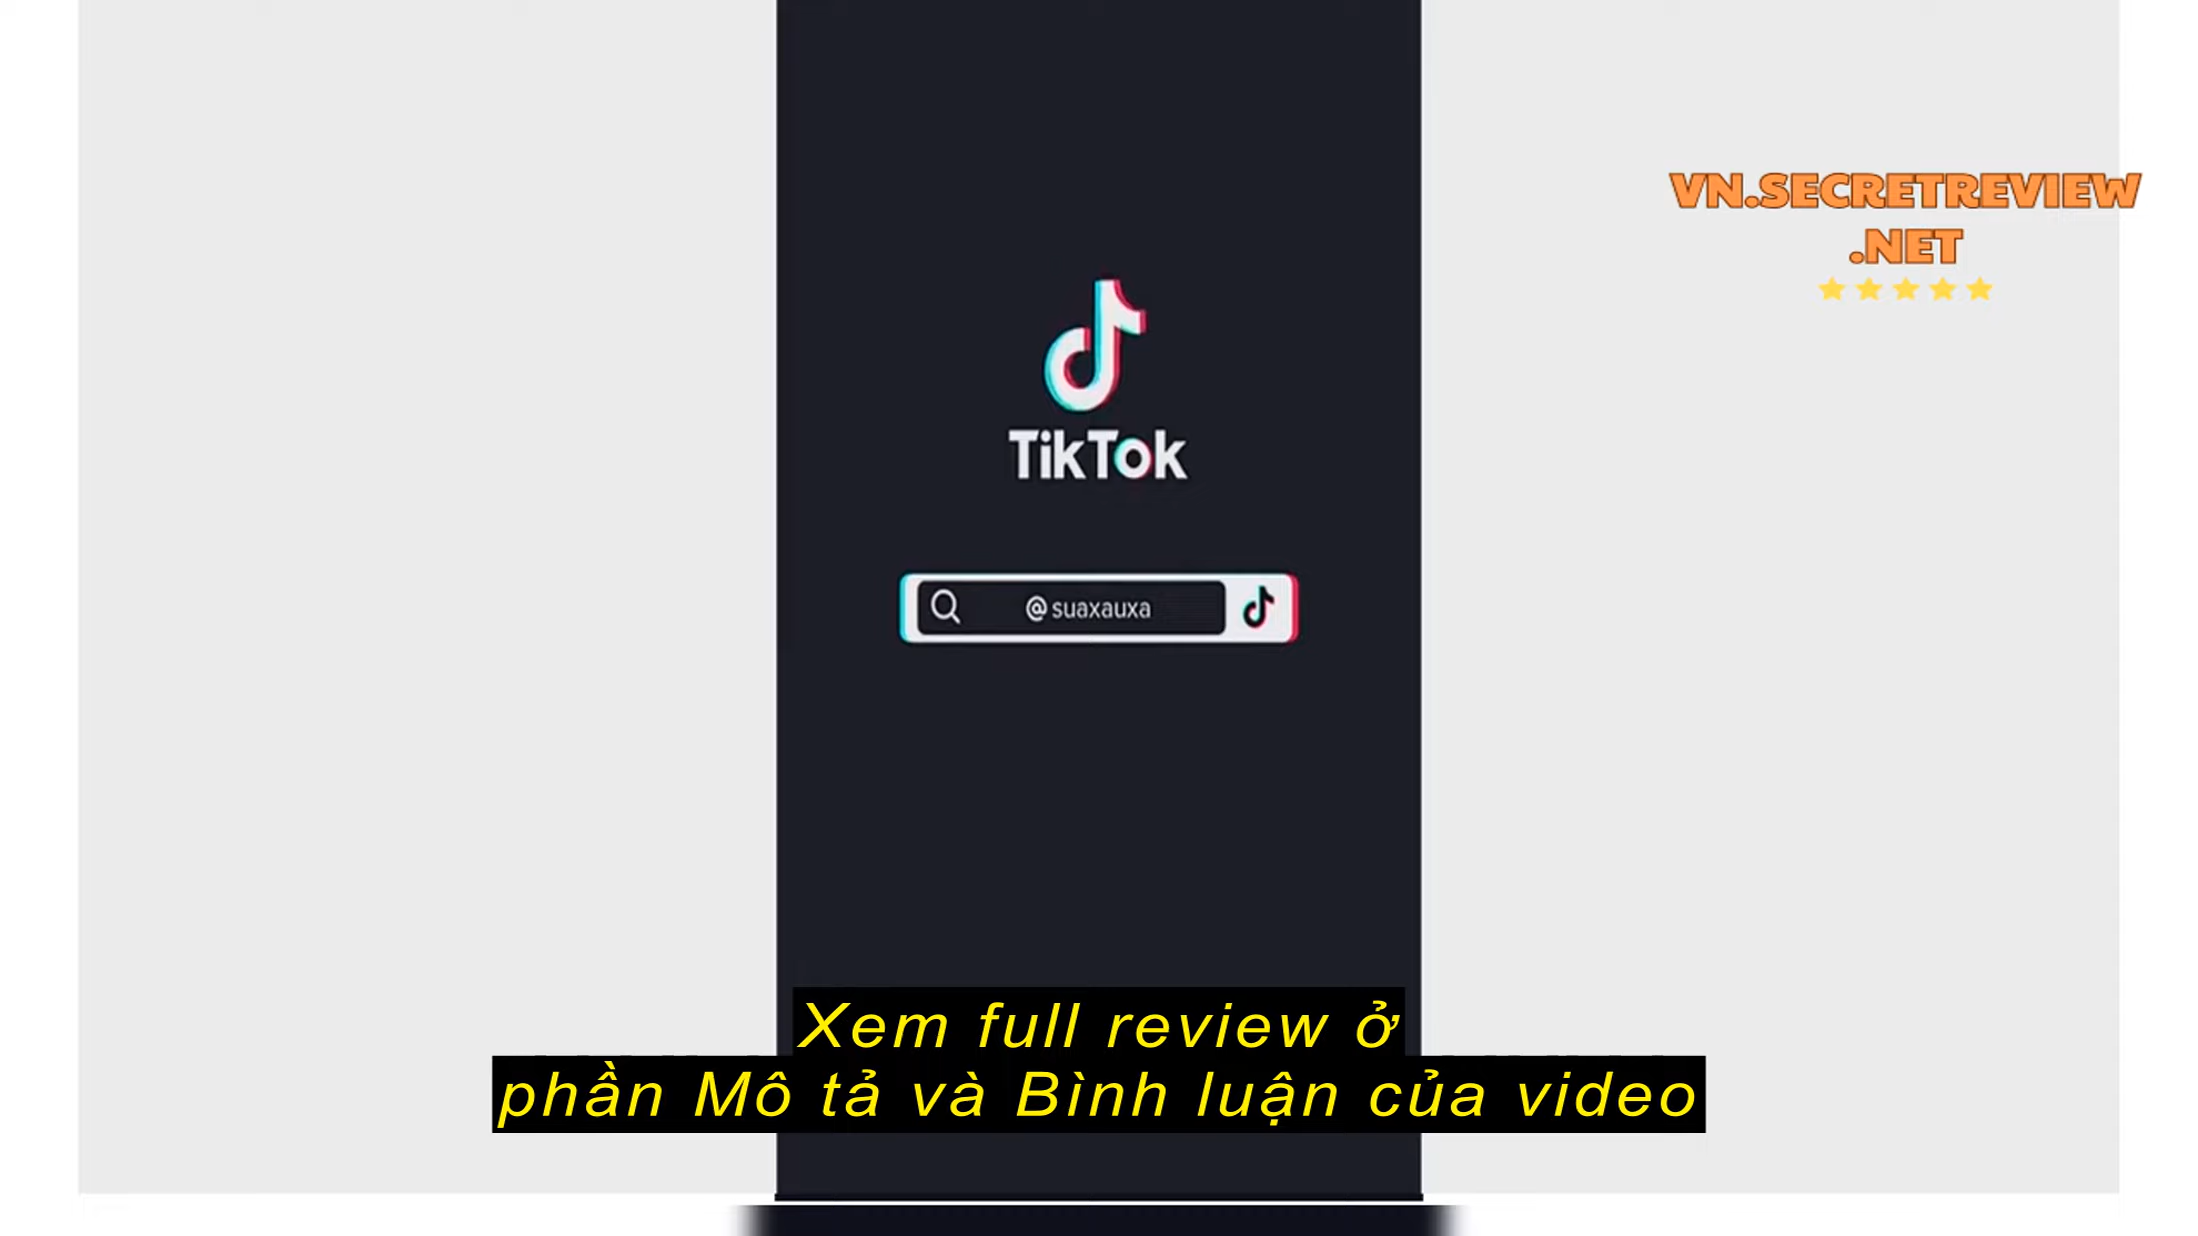 VN.SECRETREVIEW
.NET
TikTok
@suaxauxa
Xem full review ở
phần Mô tả và Bình luận của video